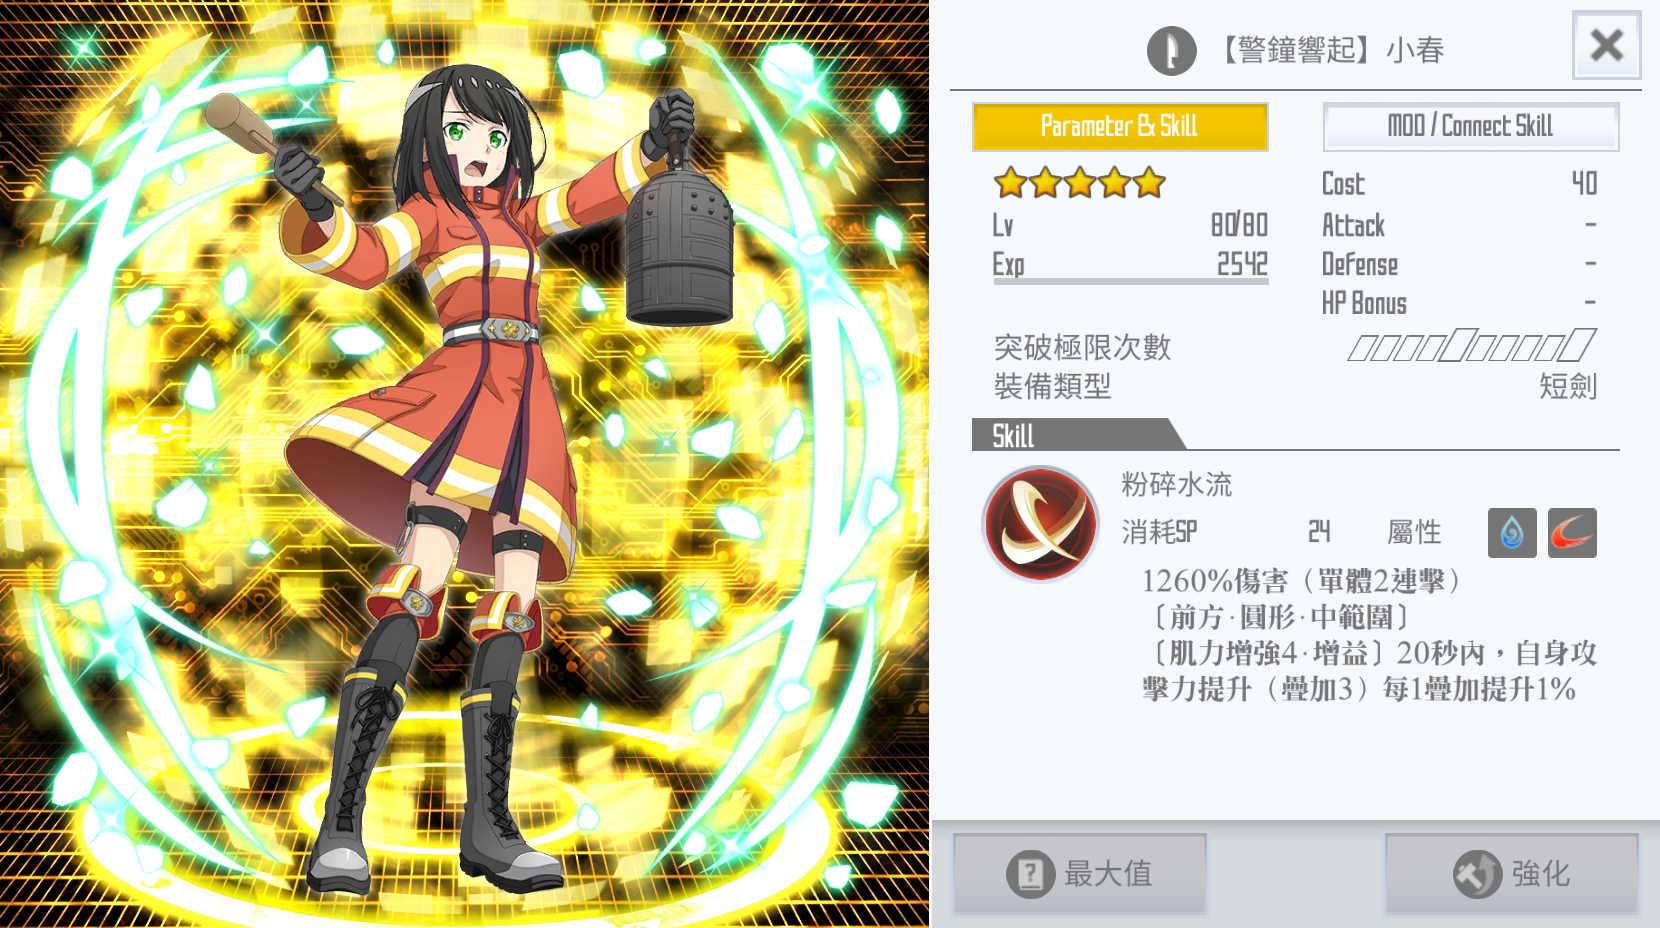 【警鐘響起】小春
Parameter & Skill
MOD / Connect Skill
Cost 40
Lv 80/80
Attack -
Exp 2542
Defense -
HP Bonus -
突破極限次數
裝備類型 短劍
Skill
粉碎水流
消耗SP 24 屬性
1260%傷害（單體2連擊）
〔前方·圓形·中範圍〕
〔肌力增強4·增益〕20秒內，自身攻
擊力提升（疊加3）每1疊加提升1%
最大值
強化